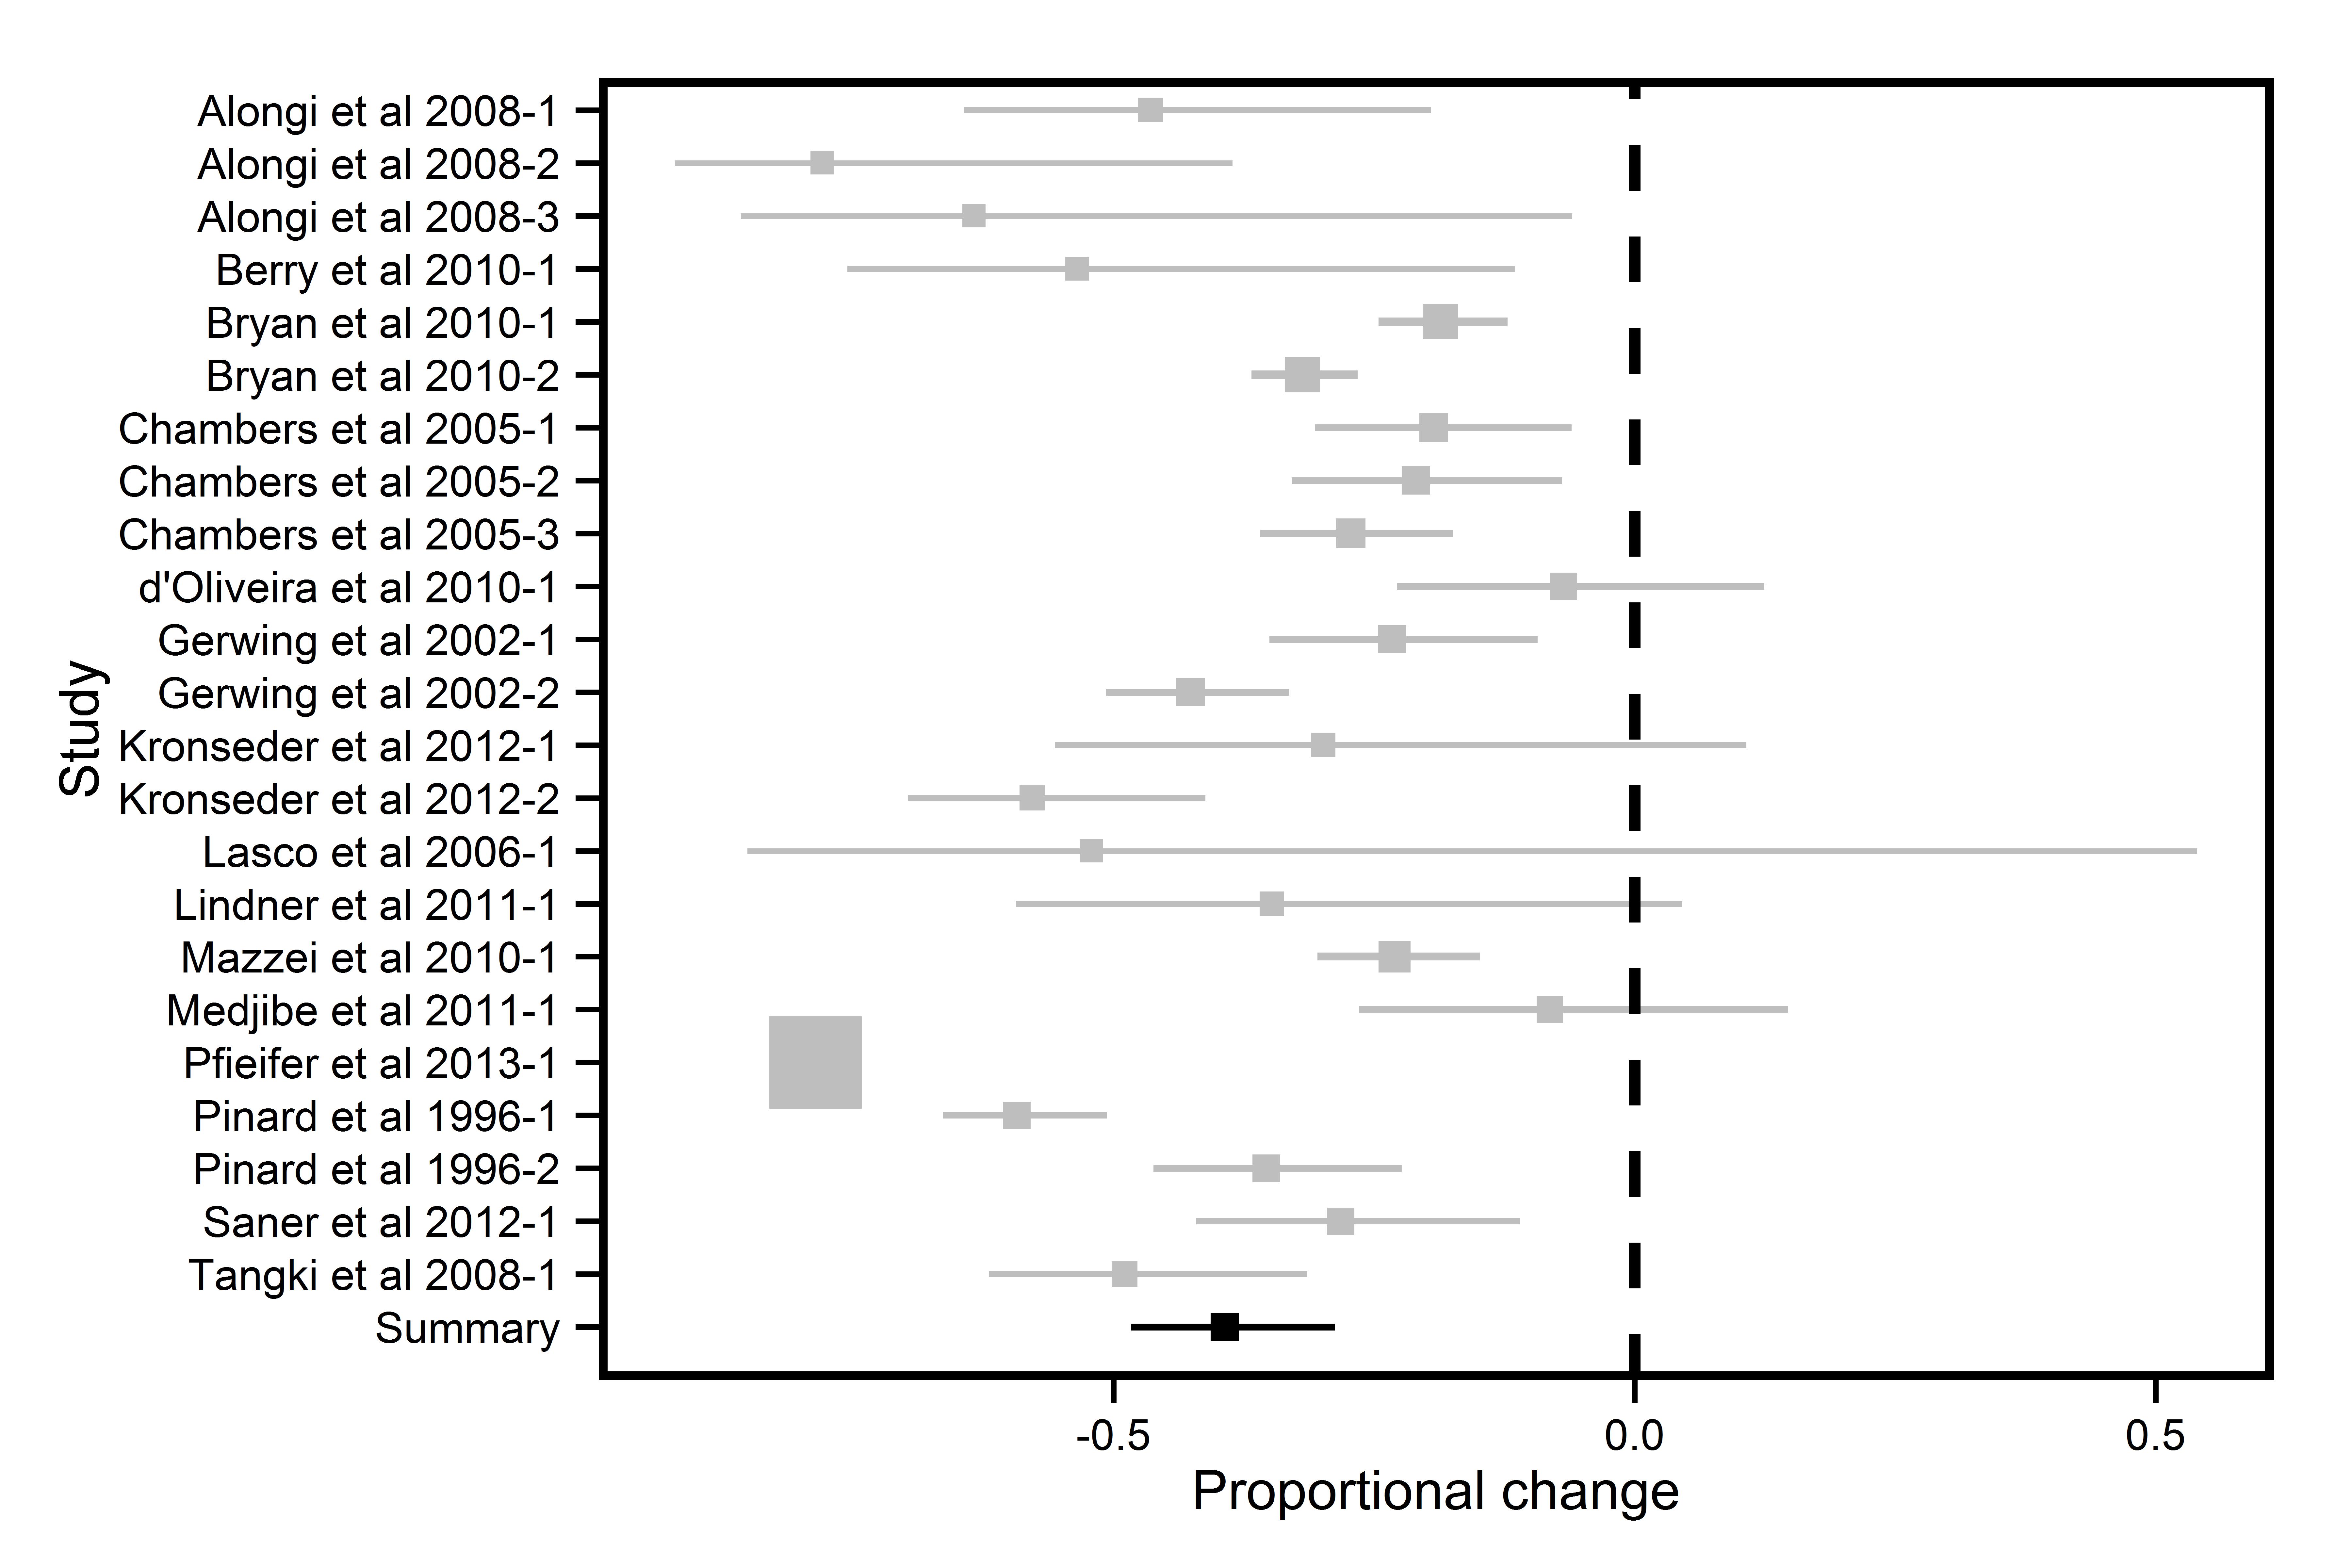 Alongi et al 2008-1
Alongi et al 2008-2
Alongi et al 2008-3
Berry et al 2010-1
Bryan et al 2010-1
Bryan et al 2010-2
Chambers et al 2005-1
Chambers et al 2005-2
Chambers et al 2005-3
d'Oliveira et al 2010-1
Gerwing et al 2002-1
Gerwing et al 2002-2
Kronseder et al 2012-1
Kronseder et al 2012-2
Lasco et al 2006-1
Lindner et al 2011-1
Mazzei et al 2010-1
Medjibe et al 2011-1
Pfieifer et al 2013-1
Pinard et al 1996-1
Pinard et al 1996-2
Saner et al 2012-1
Tangki et al 2008-1
Summary
Study
-0.5 0.0 0.5
Proportional change